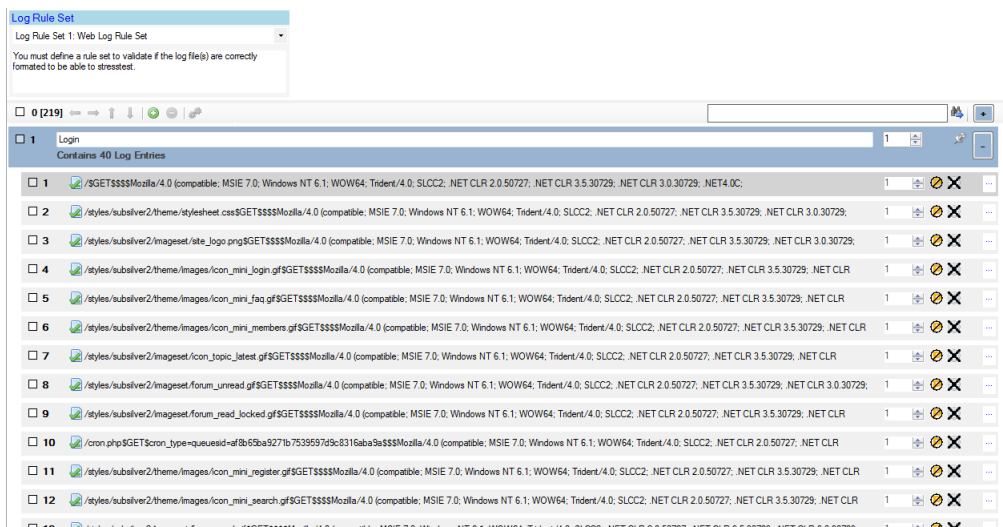 Log Rule Set
Log Rule Set 1: Web Log Rule Set
You must define a rule set to validate if the log file(s) are correctly
formated to be able to stresstest.
0 [219]
+
1 Login 1
Contains 40 Log Entries
-
1 /$GET$$$$Mozilla/4.0 (compatible; MSIE 7.0; Windows NT 6.1; WOW64; Trident/4.0; SLCC2; .NET CLR 2.0.50727; .NET CLR 3.5.30729; .NET CLR 3.0.30729; .NET4.0C; 1 ...
2 /styles/subsilver2/theme/stylesheet.css$GET$$$$Mozilla/4.0 (compatible; MSIE 7.0; Windows NT 6.1; WOW64; Trident/4.0; SLCC2; .NET CLR 2.0.50727; .NET CLR 3.5.30729; .NET CLR 3.0.30729; 1 ...
3 /styles/subsilver2/imageset/site_logo.png$GET$$$$Mozilla/4.0 (compatible; MSIE 7.0; Windows NT 6.1; WOW64; Trident/4.0; SLCC2; .NET CLR 2.0.50727; .NET CLR 3.5.30729; .NET CLR 3.0.30729; 1 ...
4 /styles/subsilver2/theme/images/icon_mini_login.gif$GET$$$$Mozilla/4.0 (compatible; MSIE 7.0; Windows NT 6.1; WOW64; Trident/4.0; SLCC2; .NET CLR 2.0.50727; .NET CLR 3.5.30729; .NET CLR 1 ...
5 /styles/subsilver2/theme/images/icon_mini_faq.gif$GET$$$$Mozilla/4.0 (compatible; MSIE 7.0; Windows NT 6.1; WOW64; Trident/4.0; SLCC2; .NET CLR 2.0.50727; .NET CLR 3.5.30729; .NET CLR 1 ...
6 /styles/subsilver2/theme/images/icon_mini_members.gif$GET$$$$Mozilla/4.0 (compatible; MSIE 7.0; Windows NT 6.1; WOW64; Trident/4.0; SLCC2; .NET CLR 2.0.50727; .NET CLR 3.5.30729; .NET CLR 1 ...
7 /styles/subsilver2/imageset/icon_topic_latest.gif$GET$$$$Mozilla/4.0 (compatible; MSIE 7.0; Windows NT 6.1; WOW64; Trident/4.0; SLCC2; .NET CLR 2.0.50727; .NET CLR 3.5.30729; .NET CLR 1 ...
8 /styles/subsilver2/imageset/forum_unread.gif$GET$$$$Mozilla/4.0 (compatible; MSIE 7.0; Windows NT 6.1; WOW64; Trident/4.0; SLCC2; .NET CLR 2.0.50727; .NET CLR 3.5.30729; .NET CLR 3.0.30729; 1 ...
9 /styles/subsilver2/imageset/forum_read_locked.gif$GET$$$$Mozilla/4.0 (compatible; MSIE 7.0; Windows NT 6.1; WOW64; Trident/4.0; SLCC2; .NET CLR 2.0.50727; .NET CLR 3.5.30729; .NET CLR 1 ...
10 /cron.php$GET$cron_type=queuesid=af8b65ba9271b7539597d9c8316aba9a$$$Mozilla/4.0 (compatible; MSIE 7.0; Windows NT 6.1; WOW64; Trident/4.0; SLCC2; .NET CLR 2.0.50727; .NET CLR 1 ...
11 /styles/subsilver2/theme/images/icon_mini_register.gif$GET$$$$Mozilla/4.0 (compatible; MSIE 7.0; Windows NT 6.1; WOW64; Trident/4.0; SLCC2; .NET CLR 2.0.50727; .NET CLR 3.5.30729; .NET CLR 1 ...
12 /styles/subsilver2/theme/images/icon_mini_search.gif$GET$$$$Mozilla/4.0 (compatible; MSIE 7.0; Windows NT 6.1; WOW64; Trident/4.0; SLCC2; .NET CLR 2.0.50727; .NET CLR 3.5.30729; .NET CLR 1 ...